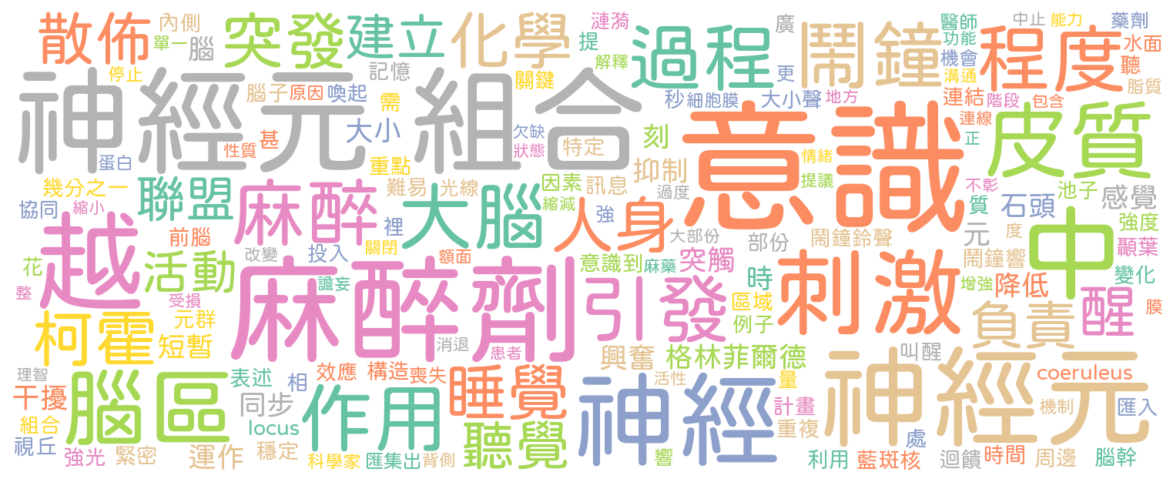 散佈 突發 建立 化學 內側 單一 腦 漣漪 提 過程 廣 更 鬧鐘 醫師 功能 機會 溝通 中止 能力 藥劑 程度 水面 聽 脂質
神經元組合 停止 腦子 原因 喚起 記憶 需 關鍵 解釋 秒 細胞膜 大小聲 地方 連結 階段 包含 連線
蛋白 性質 甚 大小 重點 欠缺 狀態 特定 刻 抑制 意識 情緒 提議 正 皮質
幾分之一 協同 縮小 聯盟 麻醉 難易 光線 大腦 因素 縮減 訊息 強 過度 人身 大部份 部份 不彰 質 石頭 池子 感覺 強度
越 前腦 改變 投入 裡 關閉 額面 意識到 麻藥 突觸 時 鬧鐘鈴聲 元 度 鬧鐘響 中 顳葉 變化
花 整 活動 受損 譫妄 麻醉劑 引發 區域 例子 刺激 增強 降低 醒 膜
柯霍 元群 短暫 消退 患者 興奮 格林菲爾德 叫醒 負責
理智 干擾 腦區 表述 相 效應 構造 喪失 睡覺 神經 活性 量 計畫 神經元 coeruleus 機制 匯入
組合 視丘 強光 緊密 運作 同步 locus 穩定 作用 聽覺 重複 處
科學家 匯集出 背側 響 利用 藍斑核 迴饋 時間 周邊 腦幹